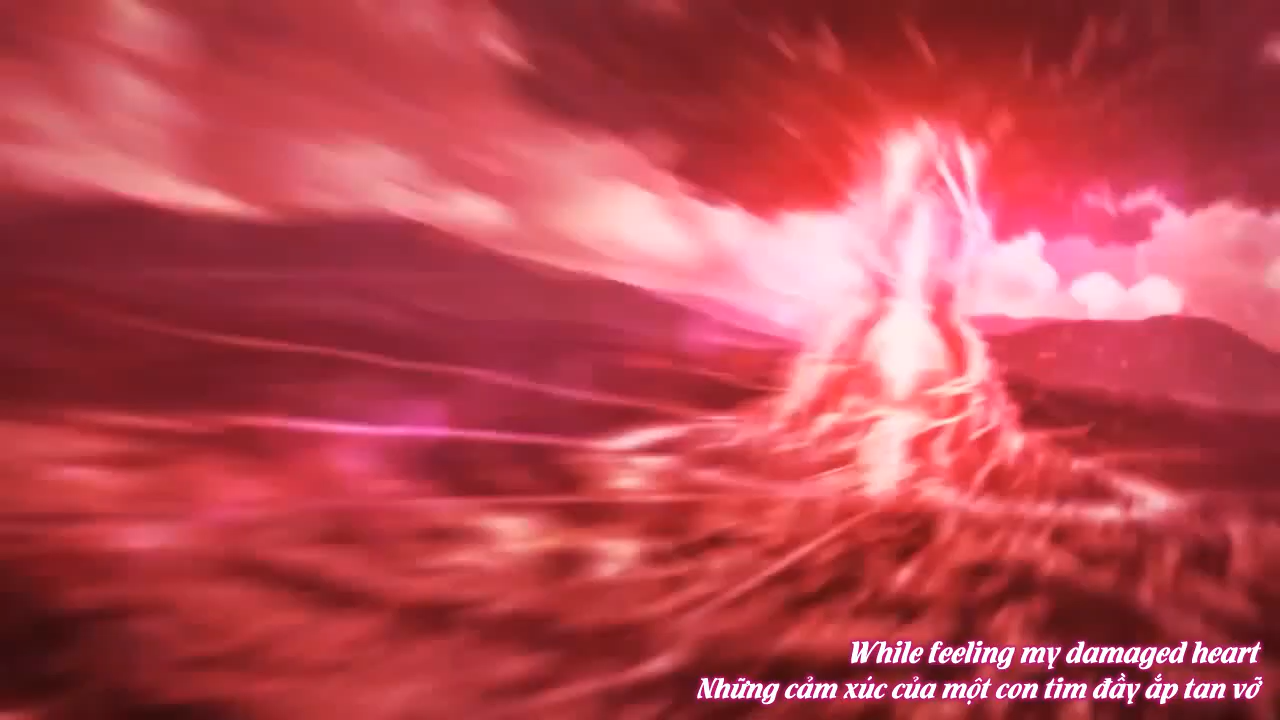 While feeling my damaged heart
Những cảm xúc của một con tim đầy ắp tan vỡ